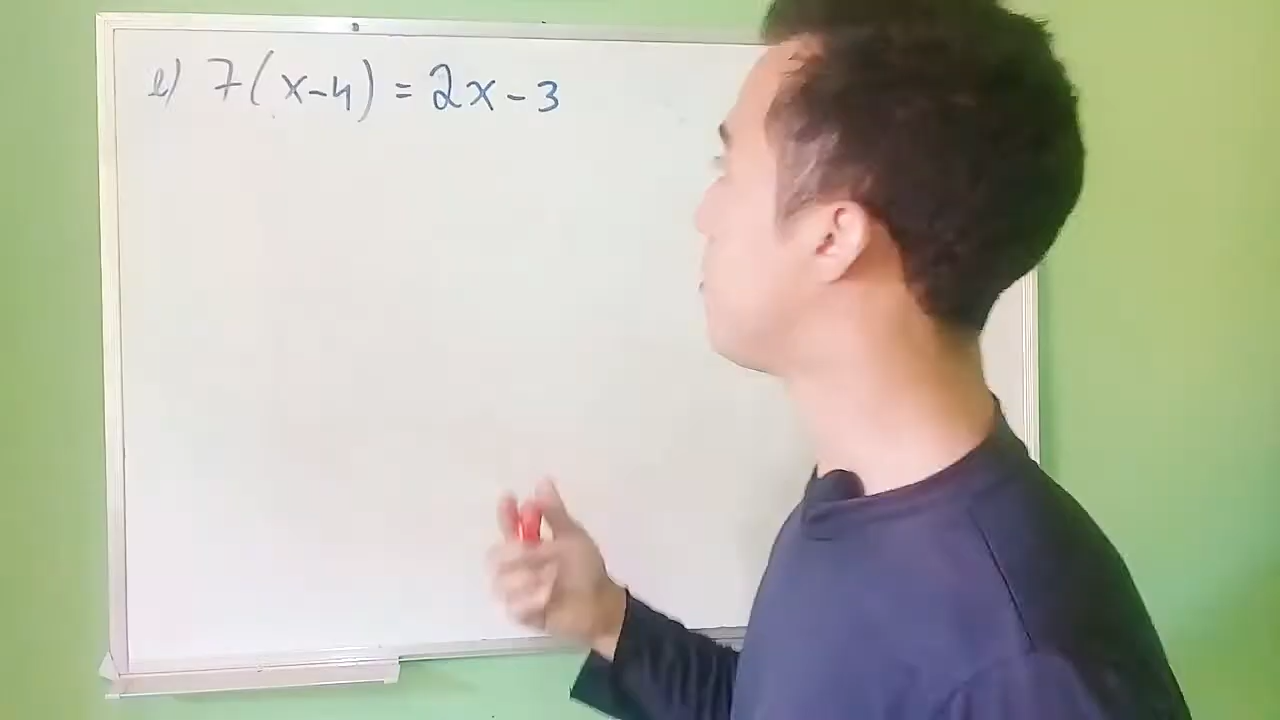 e) 7(x-4) = 2x - 3